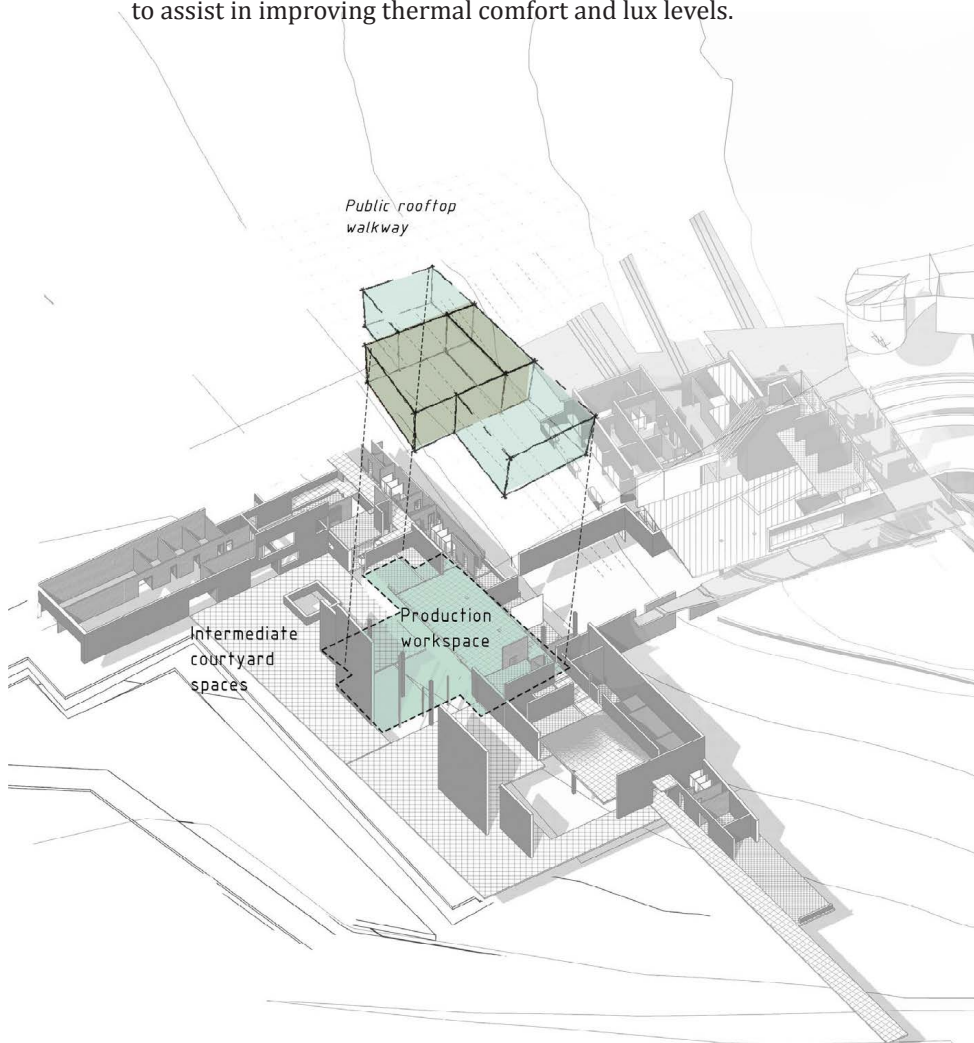 to assist in improving thermal comfort and lux levels.
Public rooftop
walkway
Production
workspace
Intermediate
courtyard
spaces